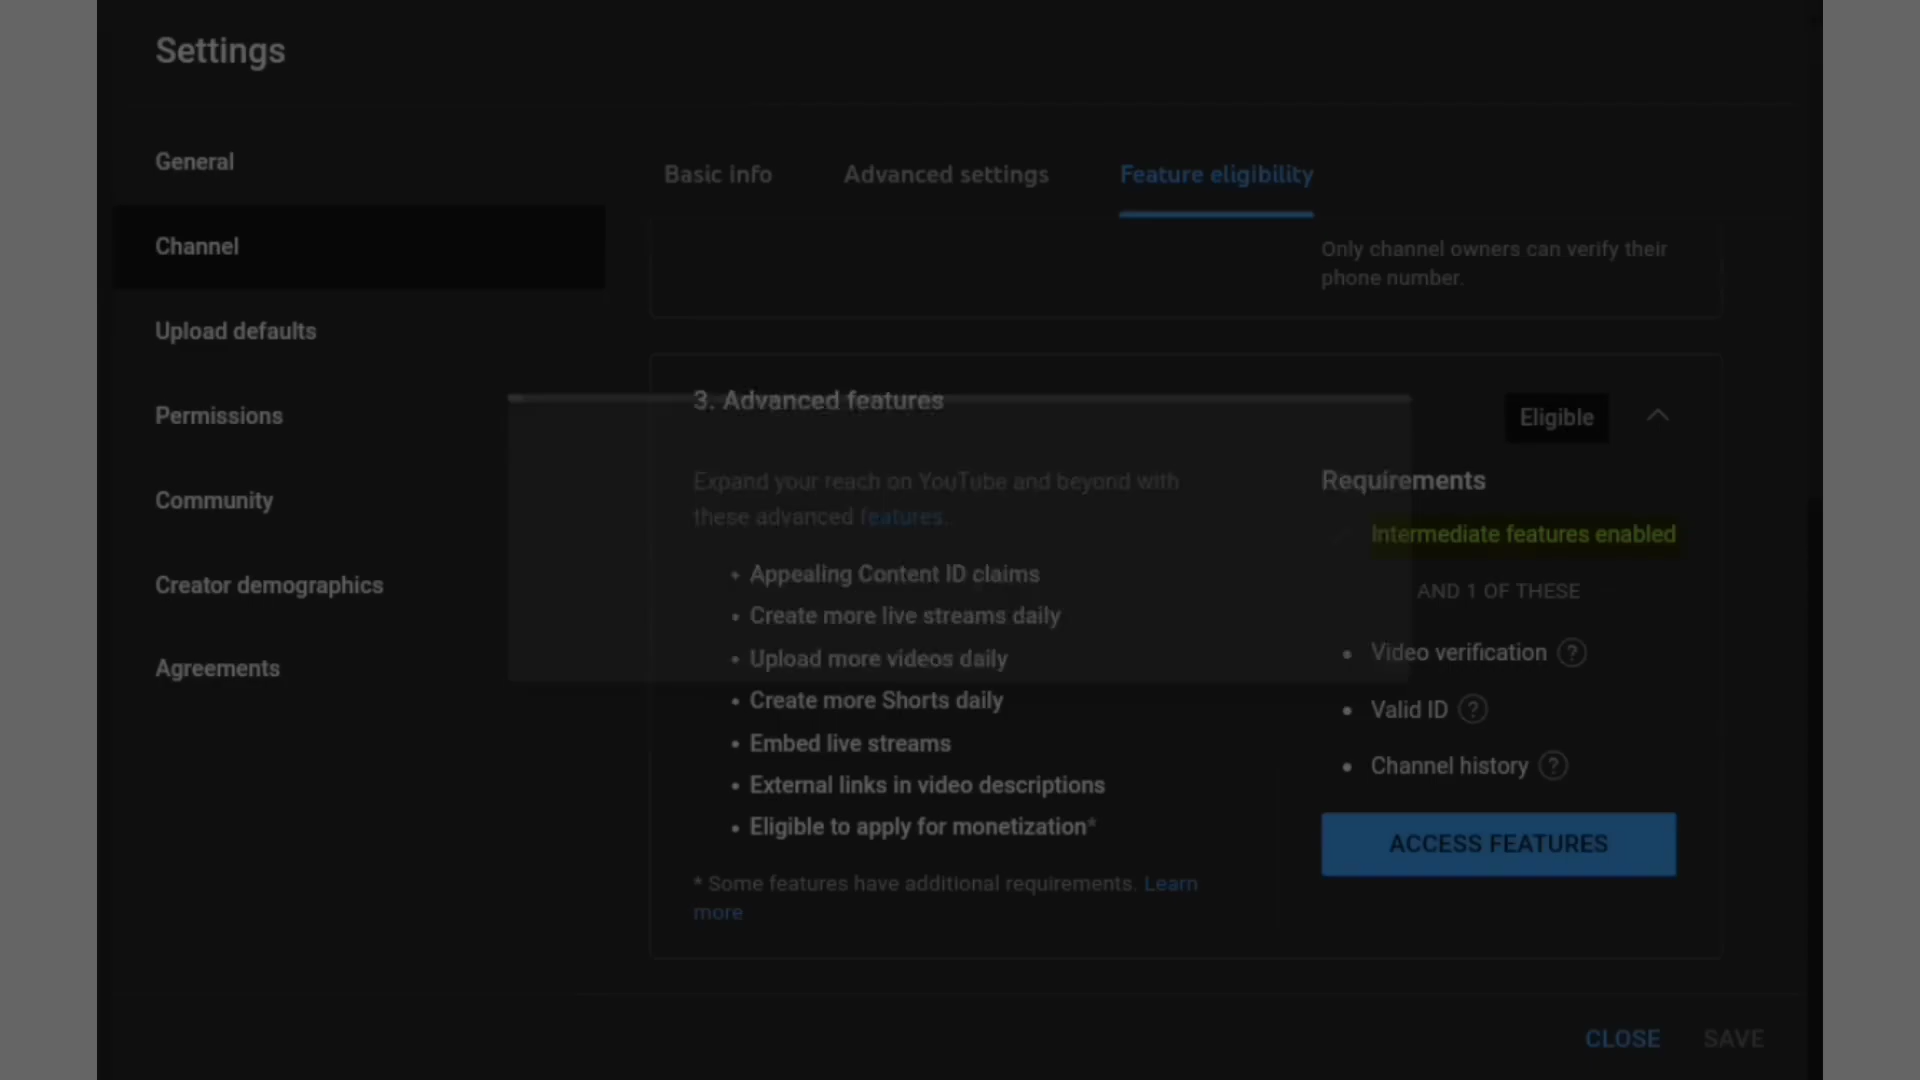 Settings
General
Channel
Upload defaults
Permissions
Community
Creator demographics
Agreements
Basic info
Advanced settings
Feature eligibility
Only channel owners can verify their
phone number.
3. Advanced features
Eligible
Expand your reach on YouTube and beyond with
these advanced features.
• Appealing Content ID claims
• Create more live streams daily
• Upload more videos daily
• Create more Shorts daily
• Embed live streams
• External links in video descriptions
• Eligible to apply for monetization*
* Some features have additional requirements. Learn
more
Requirements
Intermediate features enabled
AND 1 OF THESE
• Video verification ?
• Valid ID ?
• Channel history ?
ACCESS FEATURES
CLOSE
SAVE